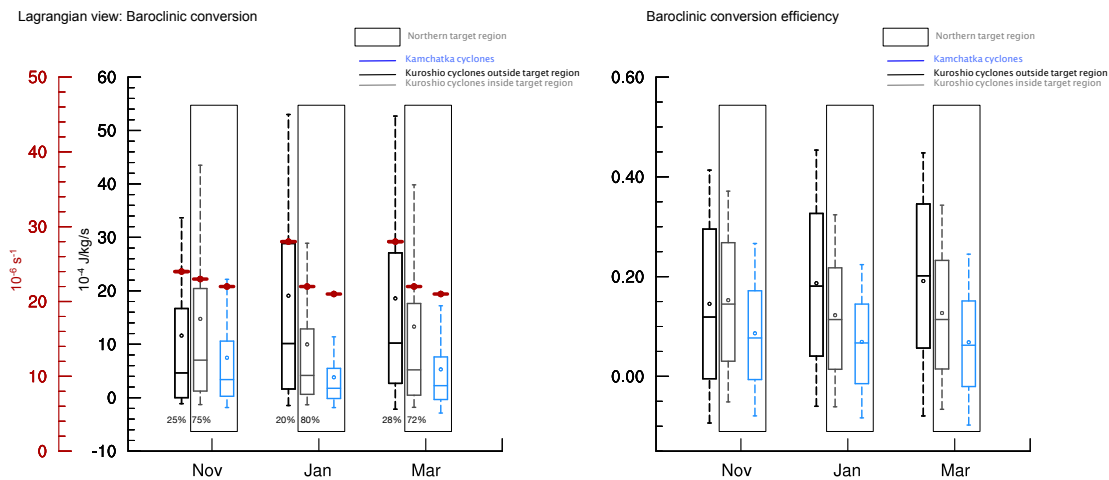 Lagrangian view: Baroclinic conversion
Northern target region
Kamchatka cyclones
Kuroshio cyclones outside target region
Kuroshio cyclones inside target region
50
40
30
20
10
0
10⁻⁶ s⁻¹
60
50
40
30
20
10
0
-10
10⁻⁴ J/kg/s
25% 75%
20% 80%
28% 72%
Nov Jan Mar
Baroclinic conversion efficiency
Northern target region
Kamchatka cyclones
Kuroshio cyclones outside target region
Kuroshio cyclones inside target region
0.60
0.40
0.20
0.00
Nov Jan Mar